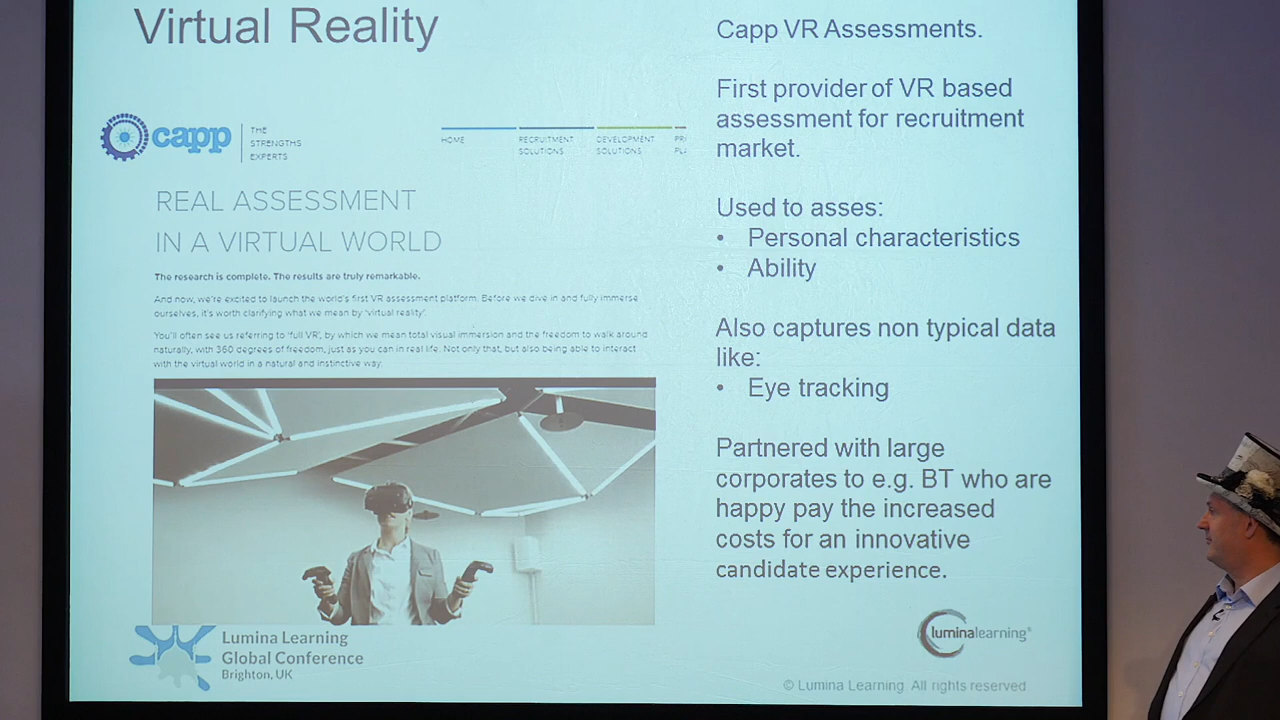 Virtual Reality
capp
THE
STRENGTHS
EXPERTS
HOME
RECRUITMENT
SOLUTIONS
DEVELOPMENT
SOLUTIONS
REAL ASSESSMENT
IN A VIRTUAL WORLD
The research is complete. The results are truly remarkable.
And now, we're excited to launch the world's first VR assessment platform. Before we dive in and fully immerse
ourselves, it's worth clarifying what we mean by 'virtual reality'.
You'll often see us referring to 'full VR', by which we mean total visual immersion and the freedom to walk around
naturally, with 360 degrees of freedom, just as you can in real life. Not only that, but also being able to interact
with the virtual world in a natural and instinctive way.
Lumina Learning
Global Conference
Brighton, UK
Capp VR Assessments.
First provider of VR based
assessment for recruitment
market.
Used to asses:
• Personal characteristics
• Ability
Also captures non typical data
like:
• Eye tracking
Partnered with large
corporates to e.g. BT who are
happy pay the increased
costs for an innovative
candidate experience.
luminalearning®
© Lumina Learning. All rights reserved